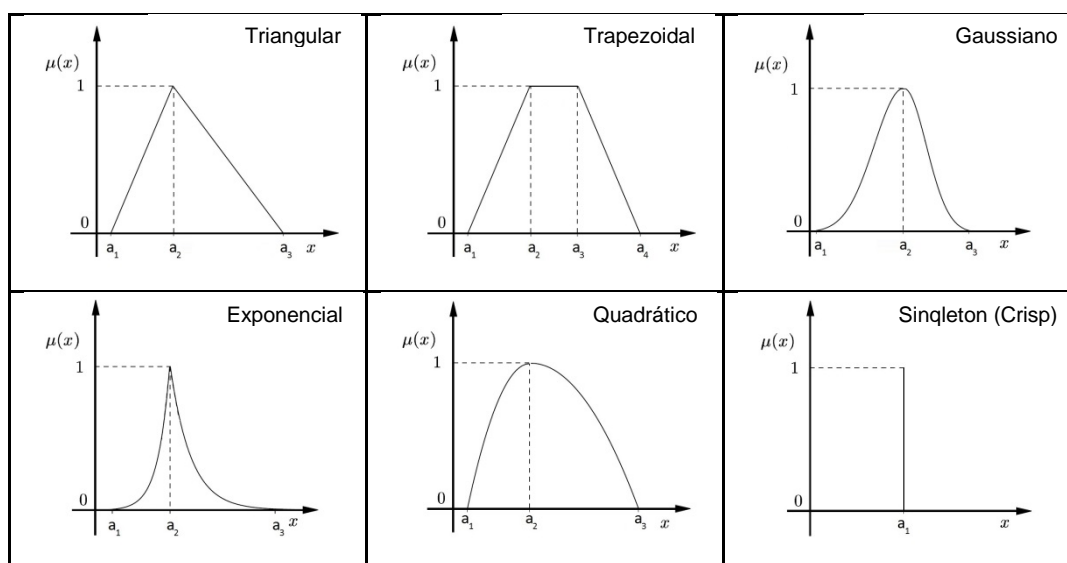 Triangular
μ(x)
1
0
a₁ a₂ a₃ x
Trapezoidal
μ(x)
1
0
a₁ a₂ a₃ a₄ x
Gaussiano
μ(x)
1
0
a₁ a₂ a₃ x
Exponencial
μ(x)
1
0
a₁ a₂ a₃ x
Quadrático
μ(x)
1
0
a₁ a₂ a₃ x
Singleton (Crisp)
μ(x)
1
0
a₁ x